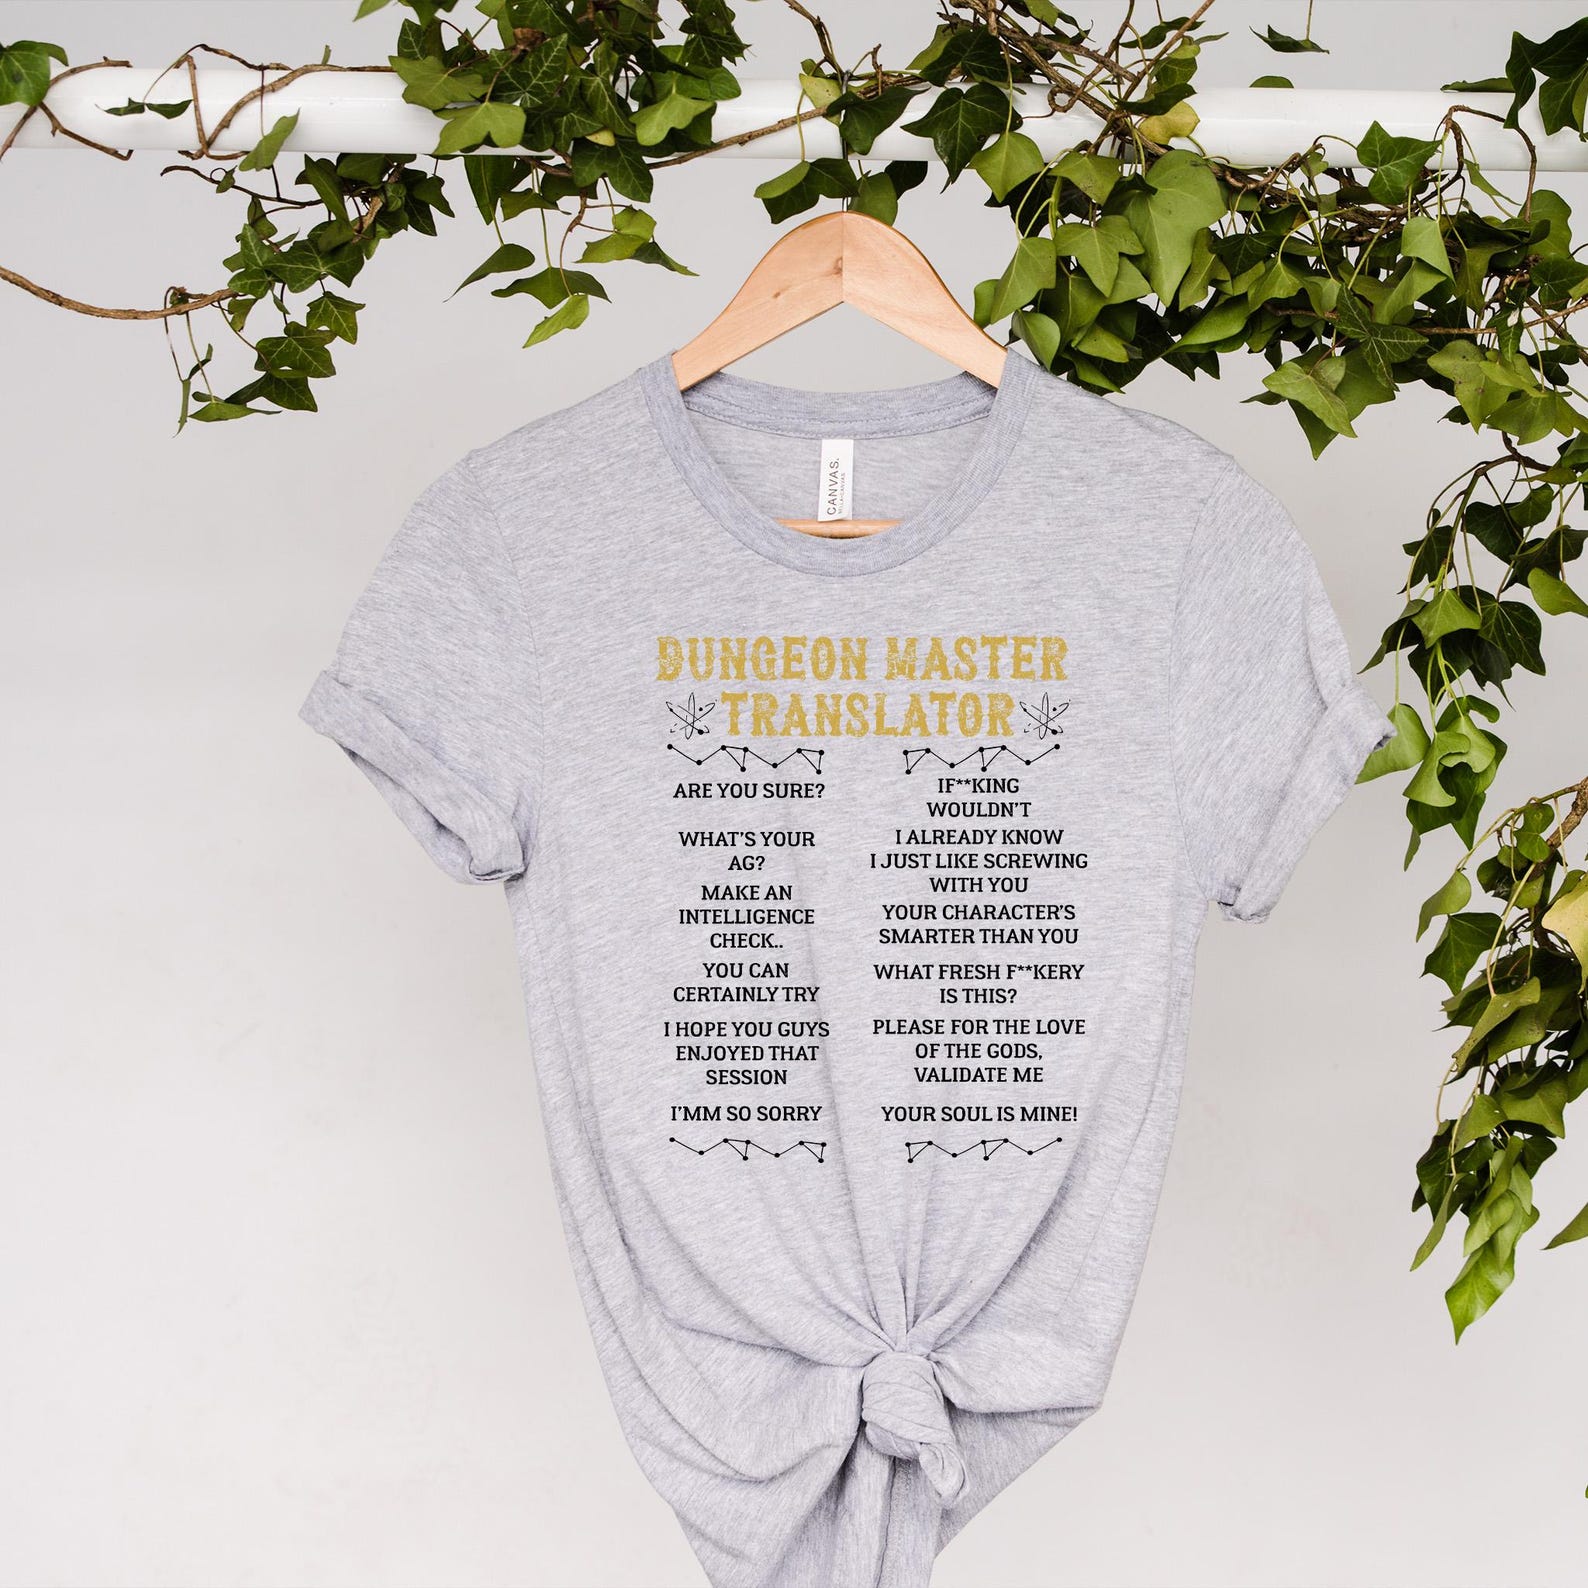 CANVAS.
BELLA+CANVAS
DUNGEON MASTER
TRANSLATOR
ARE YOU SURE?
IF**KING
WOULDN'T
WHAT'S YOUR
AG?
I ALREADY KNOW
I JUST LIKE SCREWING
WITH YOU
MAKE AN
INTELLIGENCE
CHECK..
YOUR CHARACTER'S
SMARTER THAN YOU
YOU CAN
CERTAINLY TRY
WHAT FRESH F**KERY
IS THIS?
I HOPE YOU GUYS
ENJOYED THAT
SESSION
PLEASE FOR THE LOVE
OF THE GODS,
VALIDATE ME
I'MM SO SORRY
YOUR SOUL IS MINE!